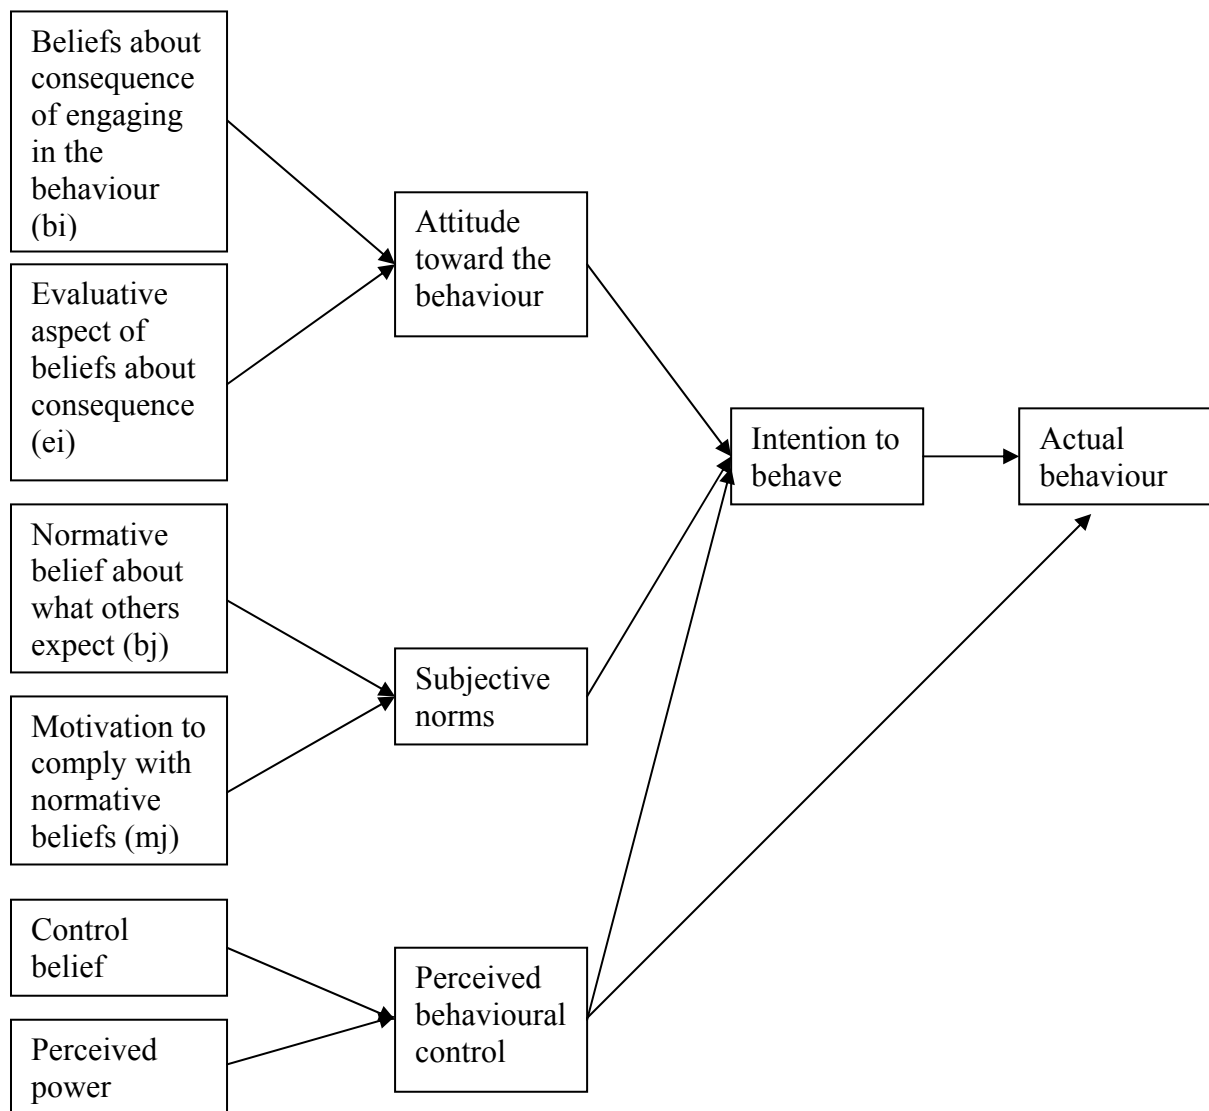 Beliefs about
consequence
of engaging
in the
behaviour
(bi)
Evaluative
aspect of
beliefs about
consequence
(ei)
Normative
belief about
what others
expect (bj)
Motivation to
comply with
normative
beliefs (mj)
Control
belief
Perceived
power
Attitude
toward the
behaviour
Subjective
norms
Perceived
behavioural
control
Intention to
behave
Actual
behaviour